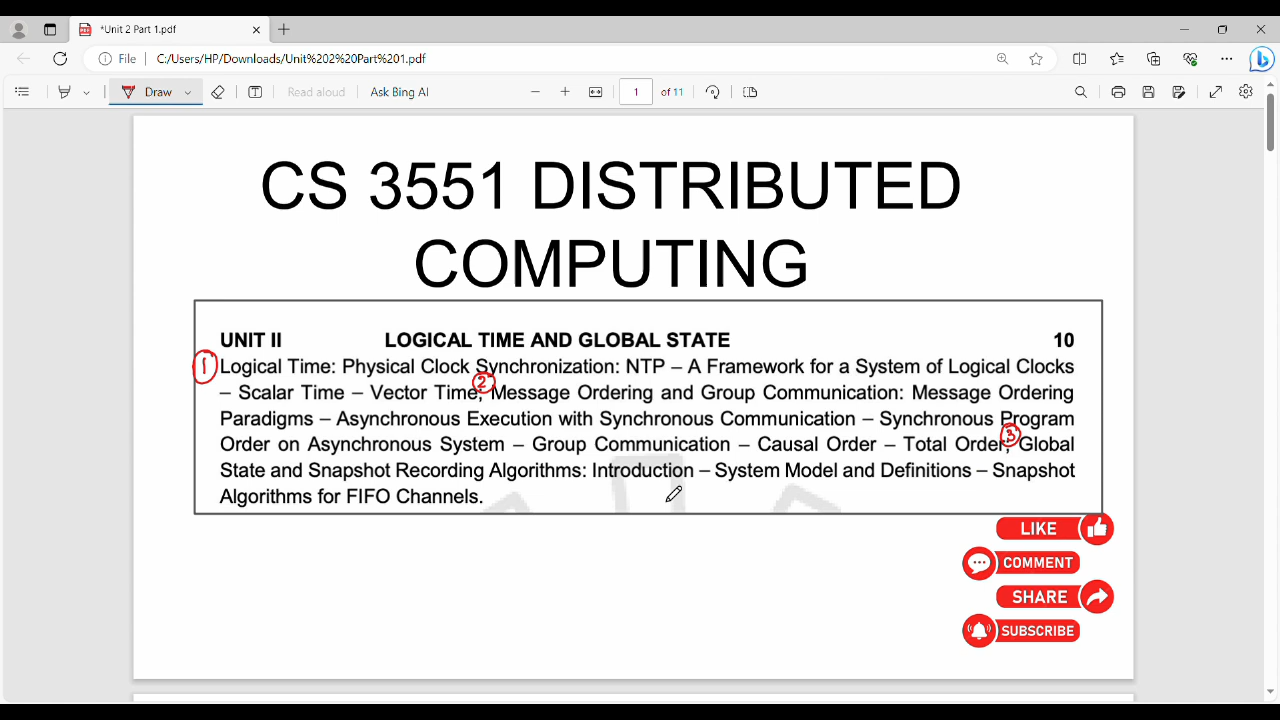 *Unit 2 Part 1.pdf
File C:/Users/HP/Downloads/Unit%202%20Part%201.pdf
Draw Read aloud Ask Bing AI 1 of 11
CS 3551 DISTRIBUTED
COMPUTING
UNIT II LOGICAL TIME AND GLOBAL STATE 10
1 Logical Time: Physical Clock Synchronization: NTP – A Framework for a System of Logical Clocks
– Scalar Time – Vector Time; 2 Message Ordering and Group Communication: Message Ordering
Paradigms – Asynchronous Execution with Synchronous Communication – Synchronous Program
Order on Asynchronous System – Group Communication – Causal Order – Total Order; 3 Global
State and Snapshot Recording Algorithms: Introduction – System Model and Definitions – Snapshot
Algorithms for FIFO Channels.
LIKE
COMMENT
SHARE
SUBSCRIBE